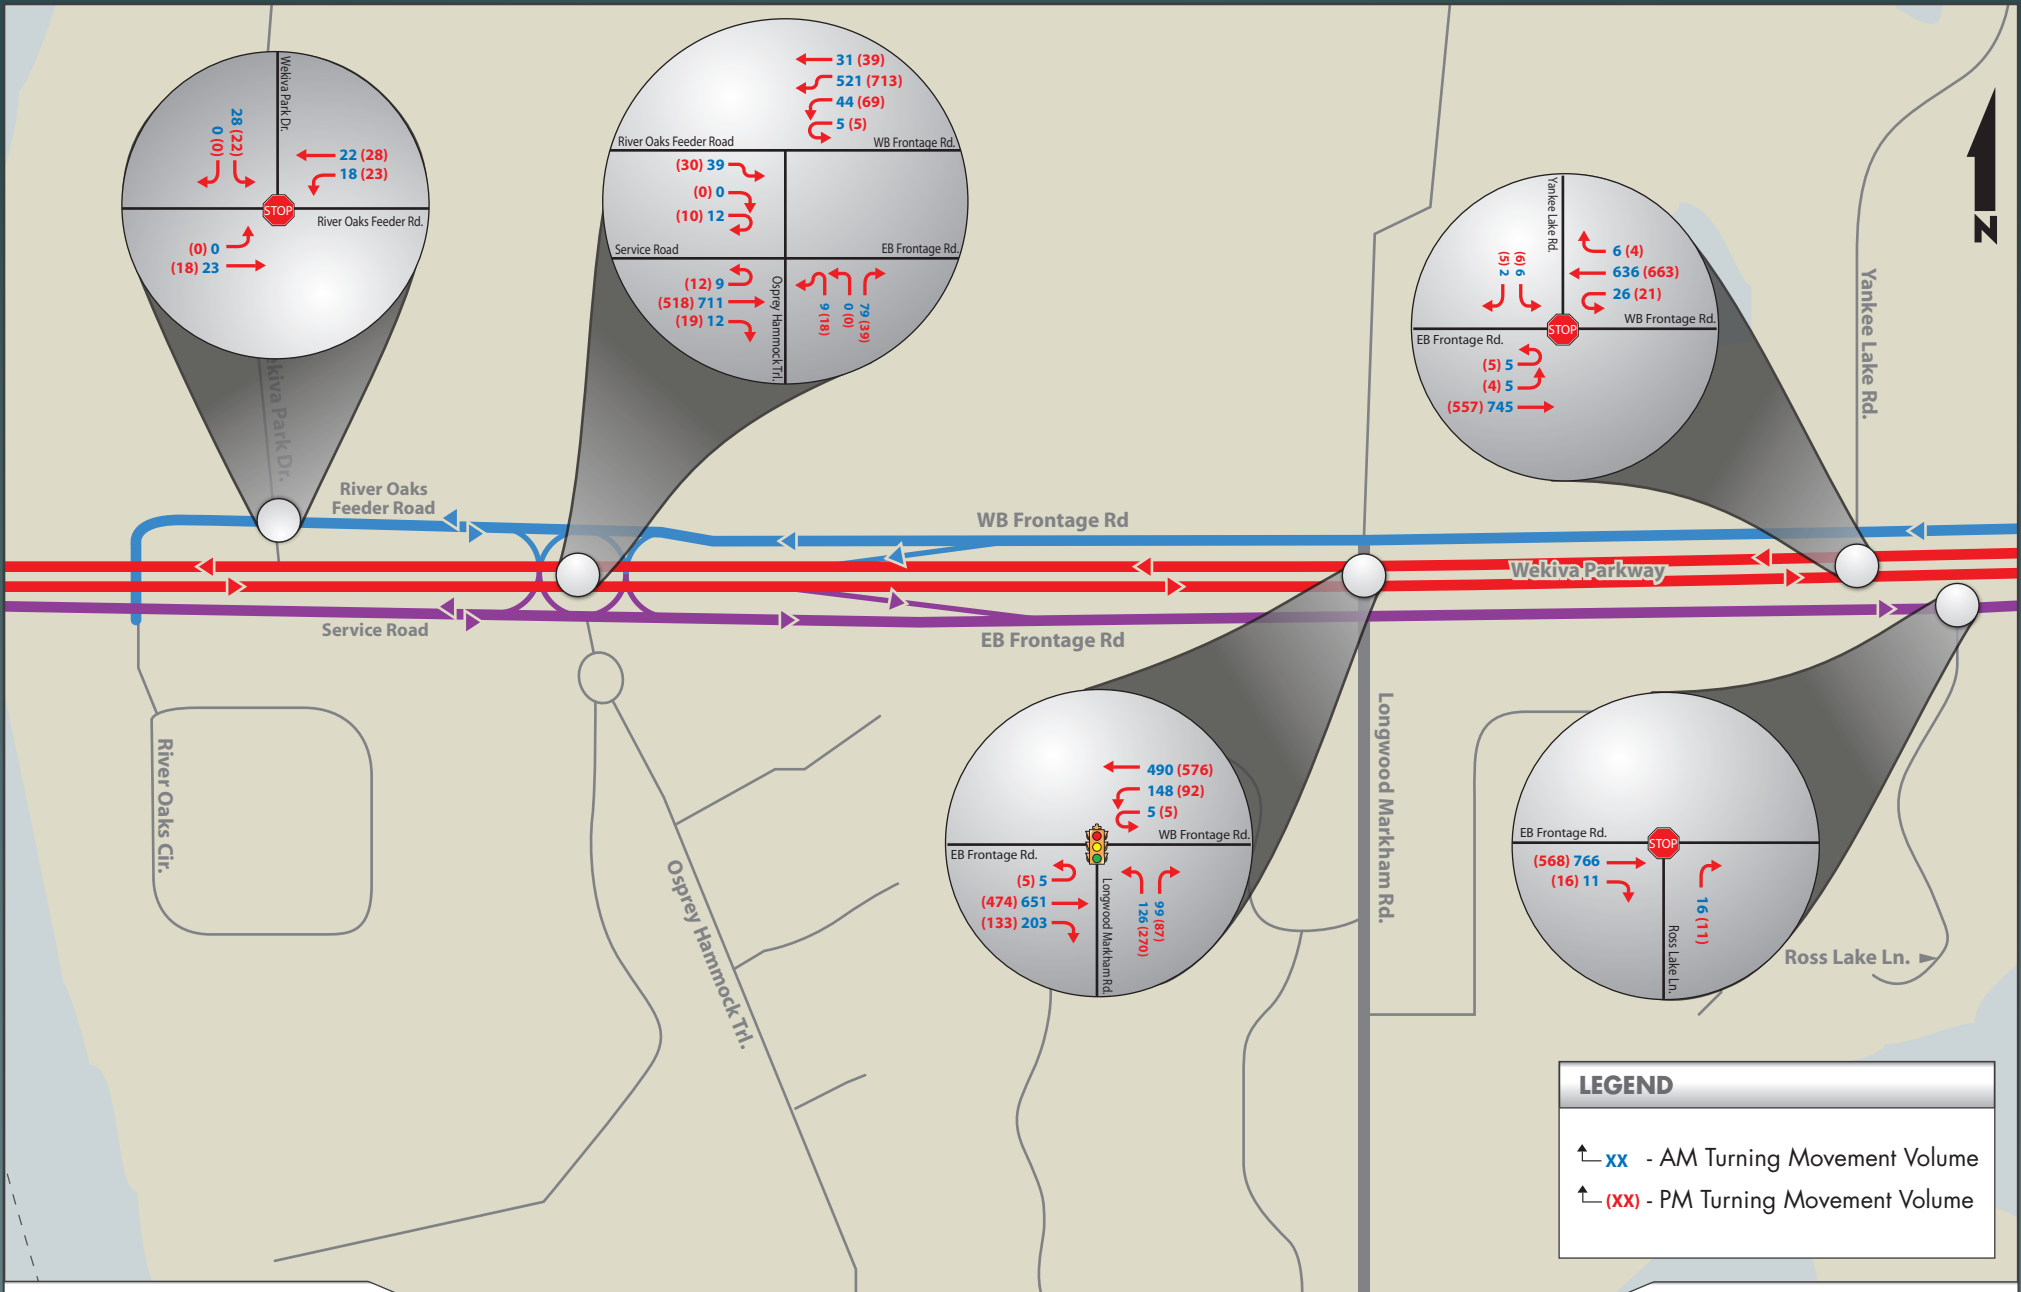 Wekiva Park Dr.
28 (22)
0 (0)
22 (28)
18 (23)
STOP
River Oaks Feeder Rd.
(0) 0
(18) 23
31 (39)
521 (713)
44 (69)
5 (5)
River Oaks Feeder Road
WB Frontage Rd.
(30) 39
(0) 0
(10) 12
Service Road
EB Frontage Rd.
(12) 9
(518) 711
(19) 12
Osprey Hammock Trl.
9 (18)
0 (0)
79 (39)
Yankee Lake Rd.
(5) 2
(6) 6
6 (4)
636 (663)
26 (21)
WB Frontage Rd.
STOP
EB Frontage Rd.
(5) 5
(4) 5
(557) 745
N
Yankee Lake Rd.
ekiva Park Dr.
River Oaks
Feeder Road
WB Frontage Rd
Wekiva Parkway
Service Road
EB Frontage Rd
River Oaks Cir.
Osprey Hammock Trl.
Longwood Markham Rd.
490 (576)
148 (92)
5 (5)
WB Frontage Rd.
EB Frontage Rd.
(5) 5
(474) 651
(133) 203
Longwood Markham Rd.
126 (270)
99 (87)
EB Frontage Rd.
STOP
(568) 766
(16) 11
Ross Lake Ln.
16 (11)
Ross Lake Ln.
LEGEND
XX - AM Turning Movement Volume
(XX) - PM Turning Movement Volume